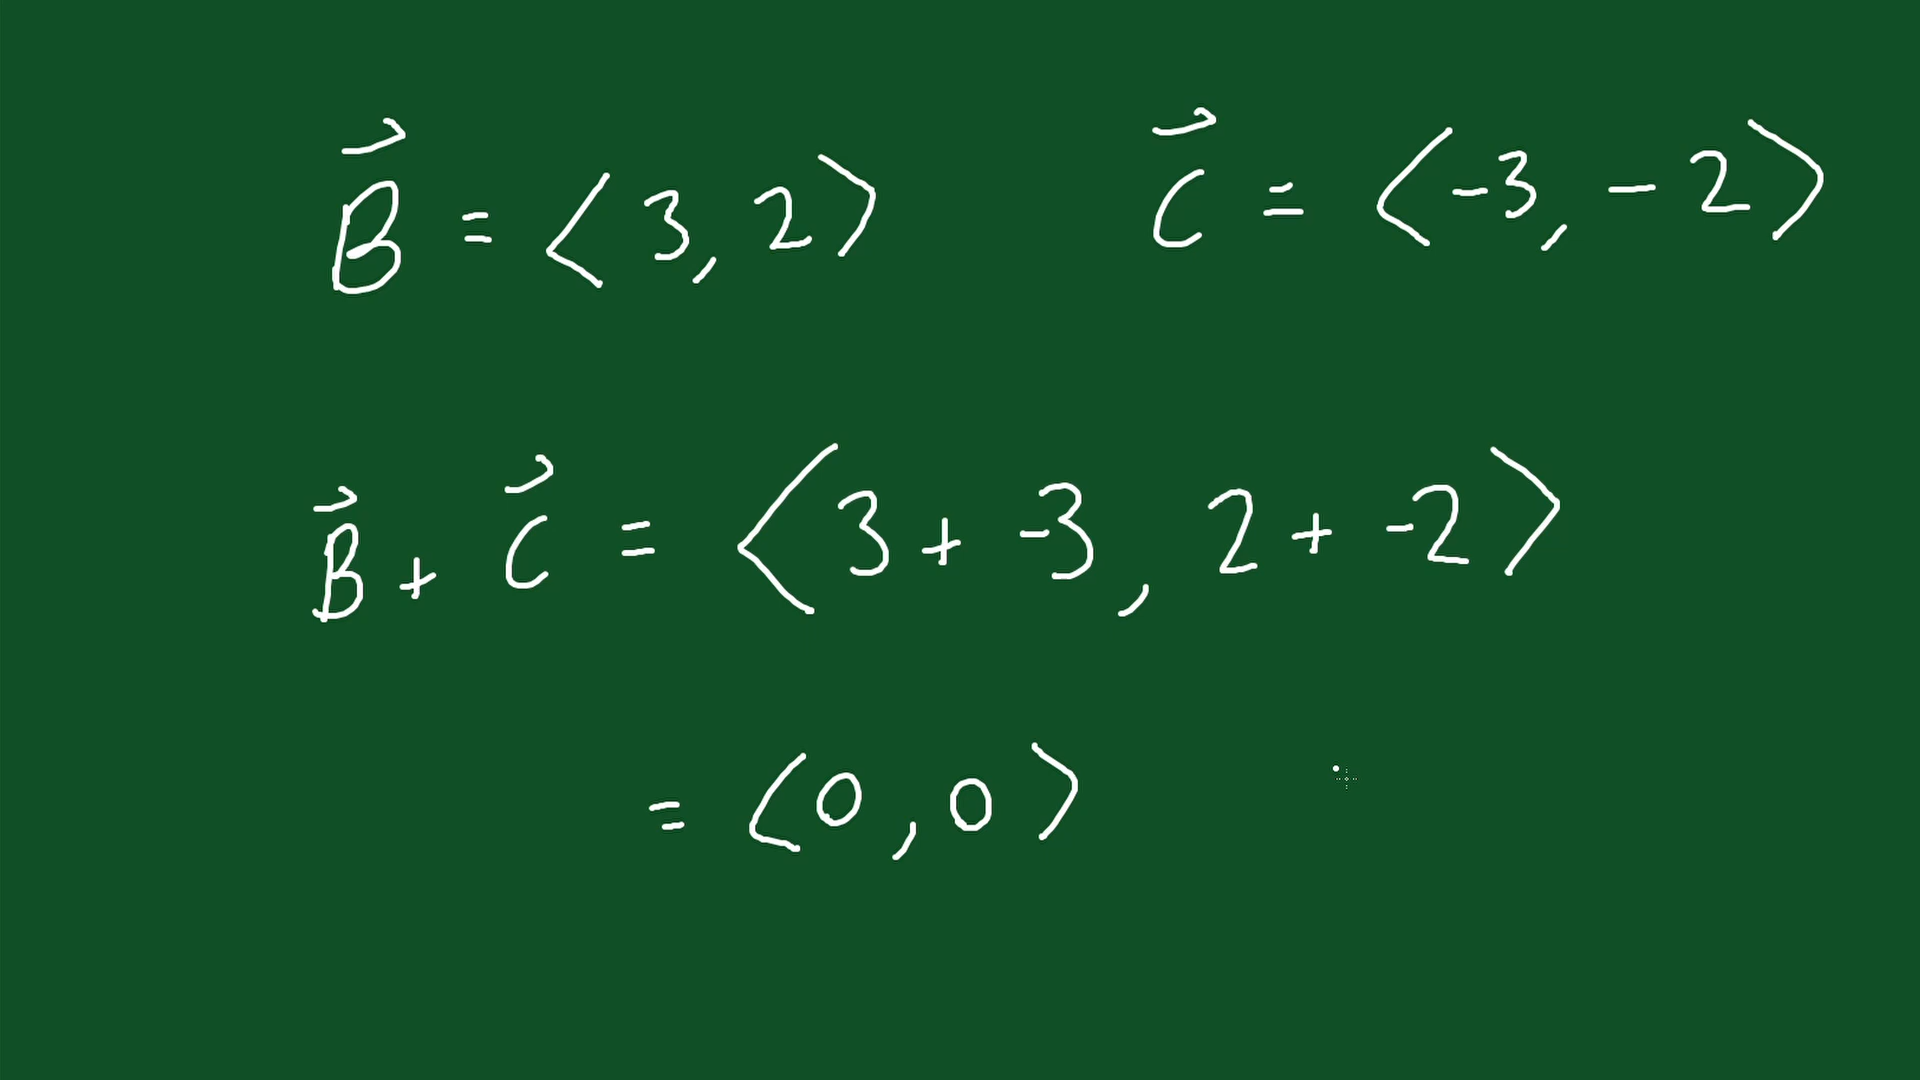 B⃗ = ⟨3, 2⟩
C⃗ = ⟨-3, -2⟩
B⃗ + C⃗ = ⟨3 + -3, 2 + -2⟩
= ⟨0, 0⟩